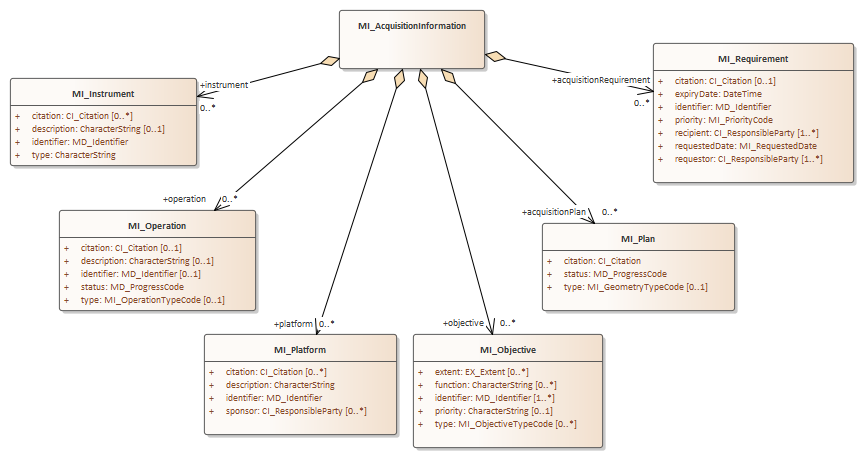 MI_AcquisitionInformation
+instrument
0..*
+acquisitionRequirement
0..*
MI_Requirement
+ citation: CI_Citation [0..1]
+ expiryDate: DateTime
+ identifier: MD_Identifier
+ priority: MI_PriorityCode
+ recipient: CI_ResponsibleParty [1..*]
+ requestedDate: MI_RequestedDate
+ requestor: CI_ResponsibleParty [1..*]
MI_Instrument
+ citation: CI_Citation [0..*]
+ description: CharacterString [0..1]
+ identifier: MD_Identifier
+ type: CharacterString
+operation 0..*
+acquisitionPlan 0..*
MI_Operation
+ citation: CI_Citation [0..1]
+ description: CharacterString [0..1]
+ identifier: MD_Identifier [0..1]
+ status: MD_ProgressCode
+ type: MI_OperationTypeCode [0..1]
MI_Plan
+ citation: CI_Citation
+ status: MD_ProgressCode
+ type: MI_GeometryTypeCode [0..1]
+platform 0..*
+objective 0..*
MI_Platform
+ citation: CI_Citation [0..*]
+ description: CharacterString
+ identifier: MD_Identifier
+ sponsor: CI_ResponsibleParty [0..*]
MI_Objective
+ extent: EX_Extent [0..*]
+ function: CharacterString [0..*]
+ identifier: MD_Identifier [1..*]
+ priority: CharacterString [0..1]
+ type: MI_ObjectiveTypeCode [0..*]